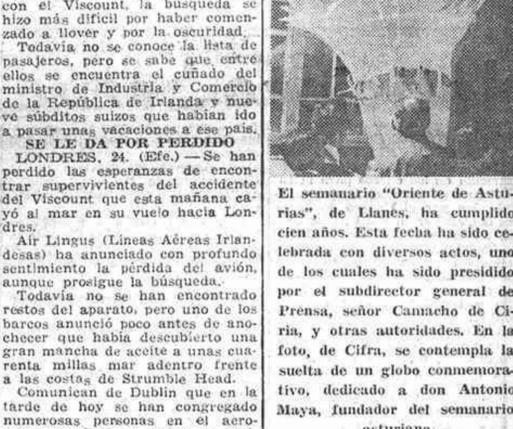 con el Viscount, la búsqueda se
hizo más difícil por haber comen-
zado a llover y por la oscuridad.
Todavía no se conoce la lista de
pasajeros, pero se sabe que entre
ellos se encuentra el cuñado del
ministro de Industria y Comercio
de la República de Irlanda y nue-
ve súbditos suizos que habían ido
a pasar unas vacaciones a ese país.
SE LE DA POR PERDIDO
LONDRES, 24. (Efe.)—Se han
perdido las esperanzas de encon-
trar supervivientes del accidente
del Viscount que esta mañana ca-
yó al mar en su vuelo hacia Lon-
dres.
Air Lingus (Líneas Aéreas Irlan-
desas) ha anunciado con profundo
sentimiento la pérdida del avión,
aunque prosigue la búsqueda.
Todavía no se han encontrado
restos del aparato, pero uno de los
barcos anunció poco antes de ano-
checer que había descubierto una
gran mancha de aceite a unas cua-
renta millas mar adentro frente
a las costas de Strumble Head.
Comunican de Dublín que en la
tarde de hoy se han congregado
numerosas personas en el aero-
El semanario "Oriente de Astu-
rias", de Llanes, ha cumplido
cien años. Esta fecha ha sido ce-
lebrada con diversos actos, uno
de los cuales ha sido presidido
por el subdirector general de
Prensa, señor Camacho de Ci-
ria, y otras autoridades. En la
foto, de Cifra, se contempla la
suelta de un globo conmemora-
tivo, dedicado a don Antonio
Maya, fundador del semanario
asturiano